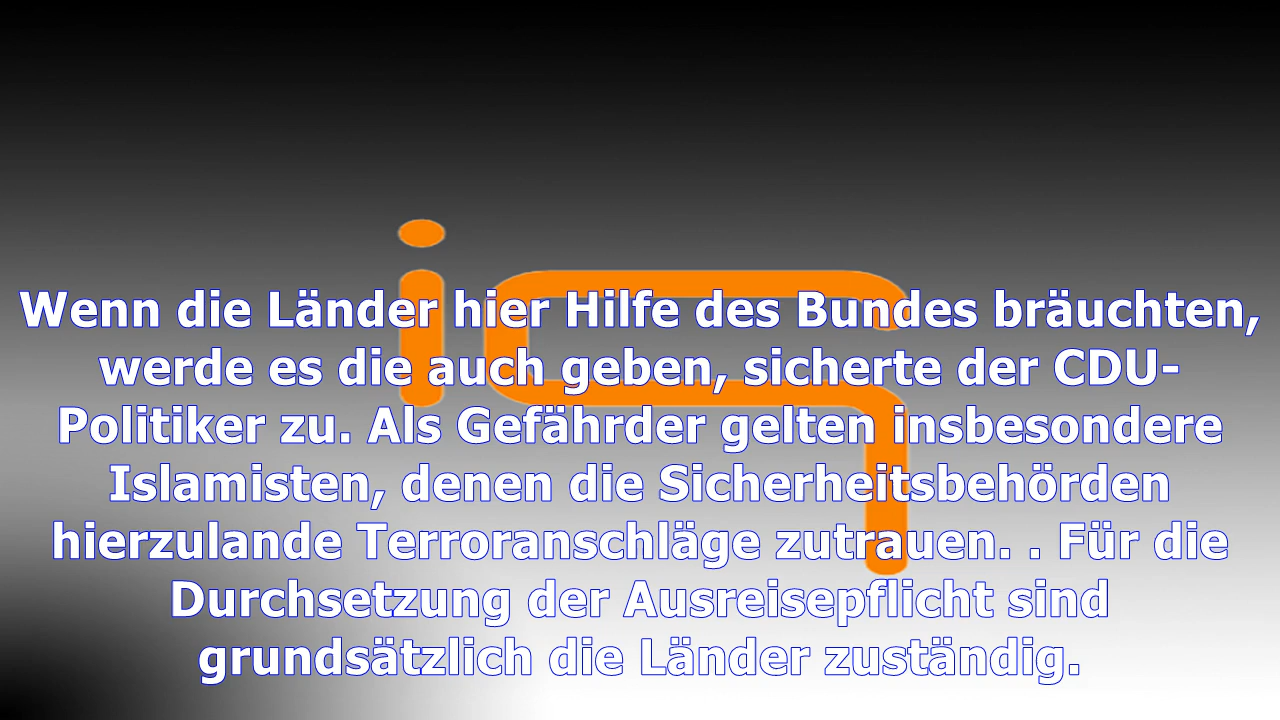 Wenn die Länder hier Hilfe des Bundes bräuchten,
werde es die auch geben, sicherte der CDU-
Politiker zu. Als Gefährder gelten insbesondere
Islamisten, denen die Sicherheitsbehörden
hierzulande Terroranschläge zutrauen. . Für die
Durchsetzung der Ausreisepflicht sind
grundsätzlich die Länder zuständig.